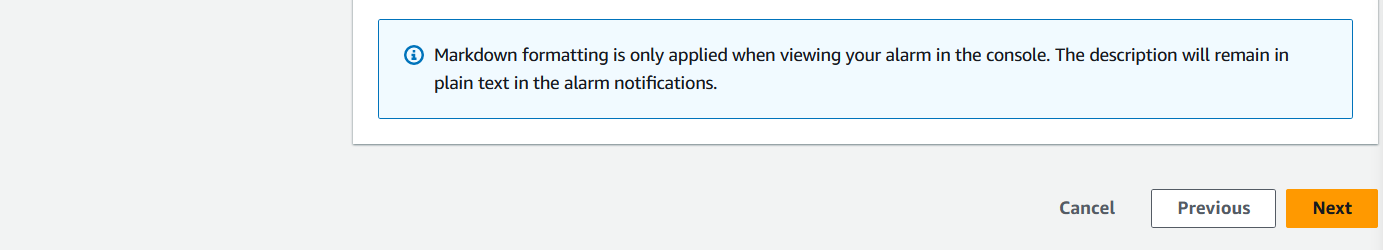 Markdown formatting is only applied when viewing your alarm in the console. The description will remain in
plain text in the alarm notifications.
Cancel
Previous
Next